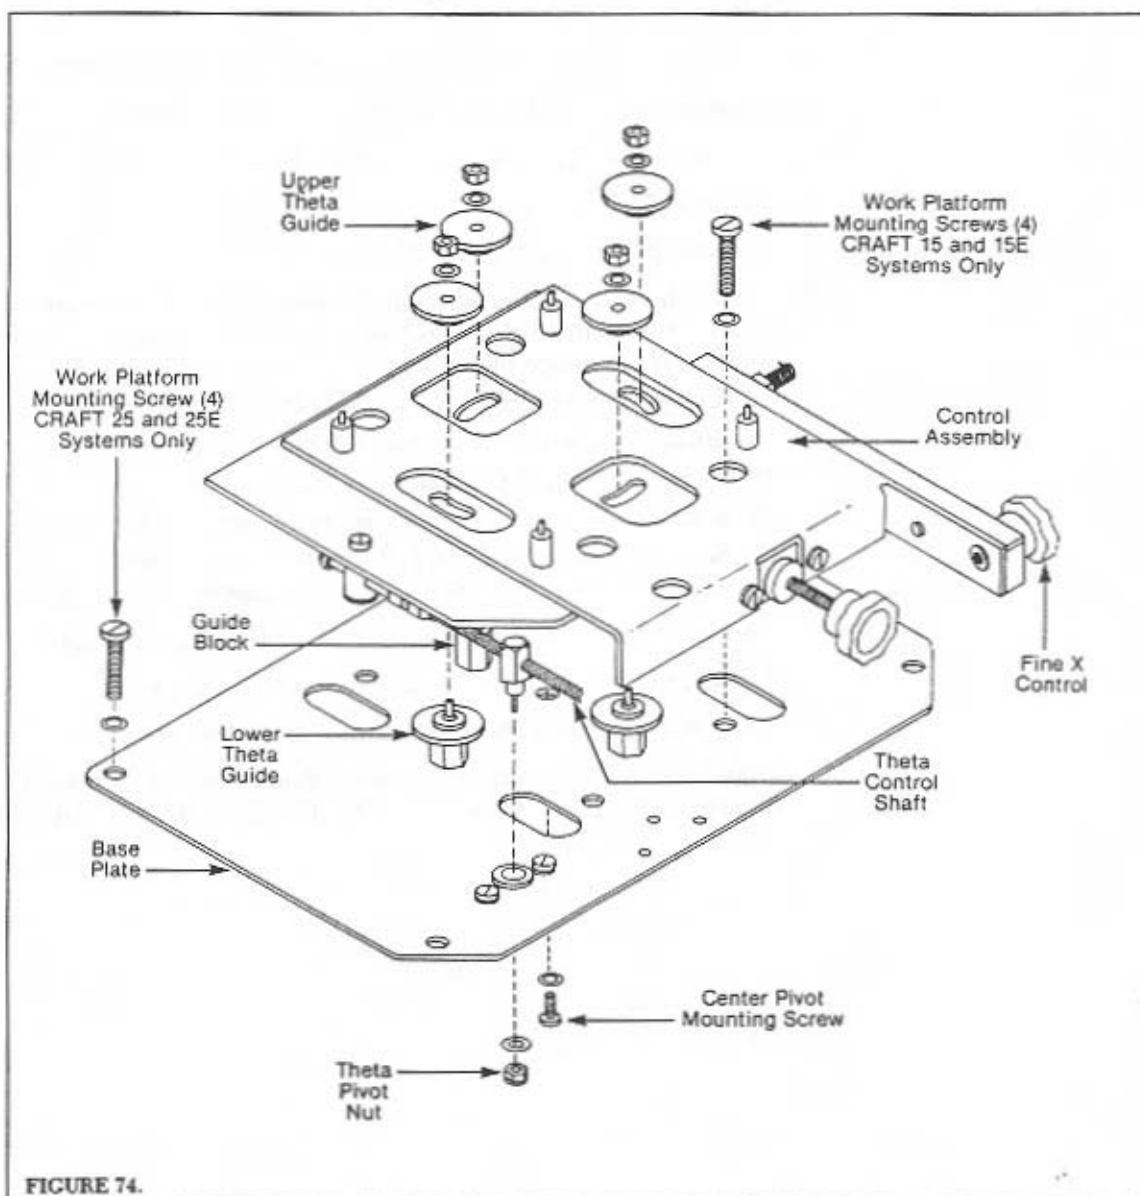 Upper
Theta
Guide
Work Platform
Mounting Screws (4)
CRAFT 15 and 15E
Systems Only
Work Platform
Mounting Screw (4)
CRAFT 25 and 25E
Systems Only
Control
Assembly
Guide
Block
Fine X
Control
Lower
Theta
Guide
Theta
Control
Shaft
Base
Plate
Center Pivot
Mounting Screw
Theta
Pivot
Nut
FIGURE 74.